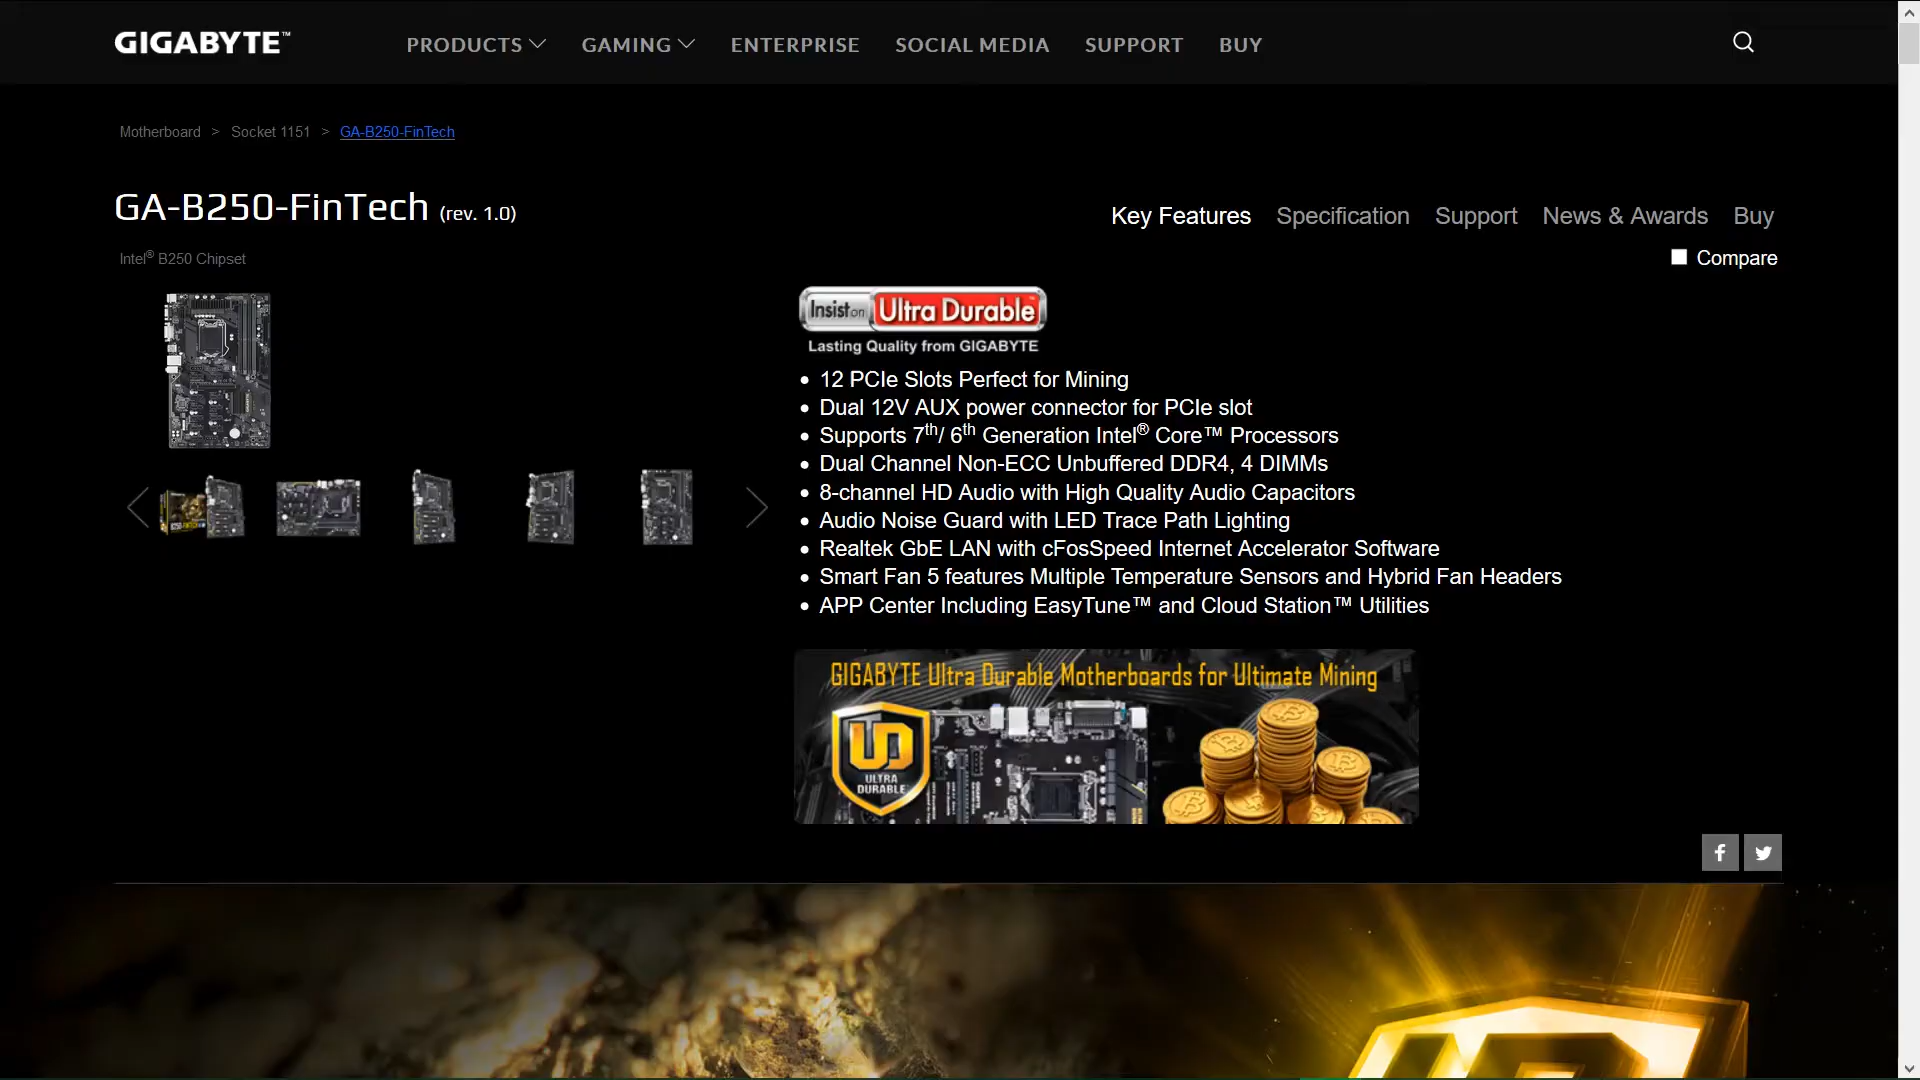 GIGABYTE™
PRODUCTS GAMING ENTERPRISE SOCIAL MEDIA SUPPORT BUY
Motherboard > Socket 1151 > GA-B250-FinTech
GA-B250-FinTech (rev. 1.0)
Key Features Specification Support News & Awards Buy
Intel® B250 Chipset
Compare
Insist on Ultra Durable™
Lasting Quality from GIGABYTE
• 12 PCIe Slots Perfect for Mining
• Dual 12V AUX power connector for PCIe slot
• Supports 7th/ 6th Generation Intel® Core™ Processors
• Dual Channel Non-ECC Unbuffered DDR4, 4 DIMMs
• 8-channel HD Audio with High Quality Audio Capacitors
• Audio Noise Guard with LED Trace Path Lighting
• Realtek GbE LAN with cFosSpeed Internet Accelerator Software
• Smart Fan 5 features Multiple Temperature Sensors and Hybrid Fan Headers
• APP Center Including EasyTune™ and Cloud Station™ Utilities
GIGABYTE Ultra Durable Motherboards for Ultimate Mining
UD
ULTRA
DURABLE